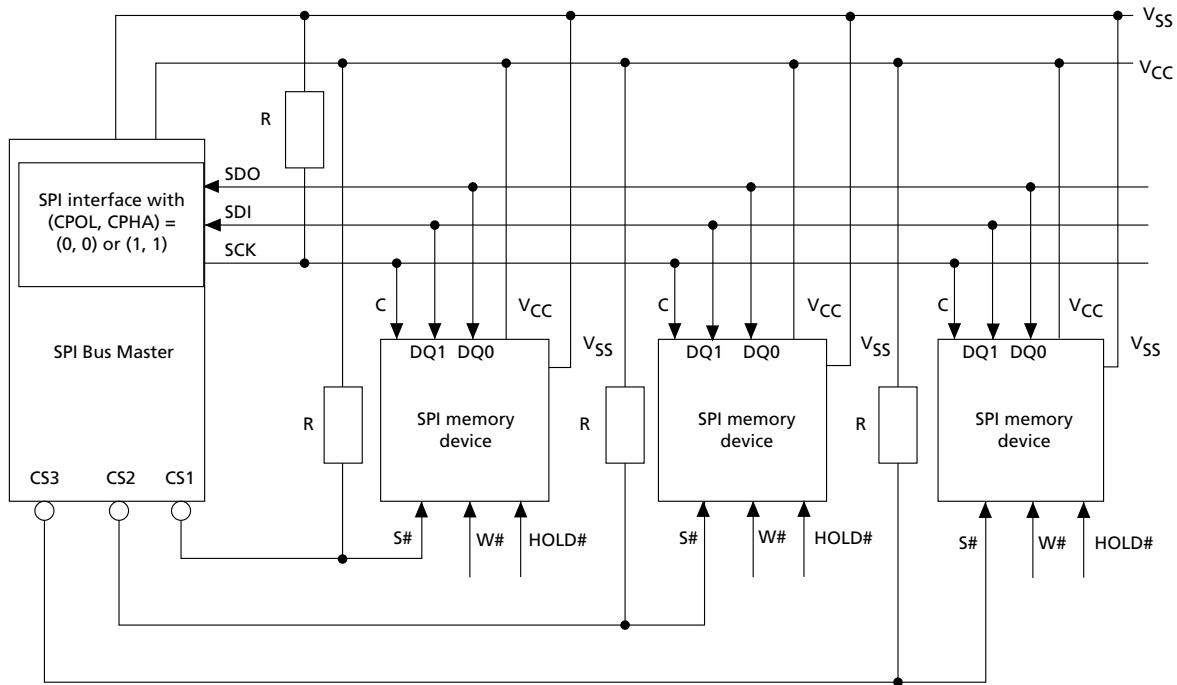 VSS
VCC
R
SDO
SPI interface with
(CPOL, CPHA) =
(0, 0) or (1, 1)
SDI
SCK
SPI Bus Master
C
VCC
VSS
DQ1 DQ0
SPI memory
device
C
VCC
VSS
DQ1 DQ0
SPI memory
device
C
VCC
VSS
DQ1 DQ0
SPI memory
device
R
R
R
CS3 CS2 CS1
S# W# HOLD#
S# W# HOLD#
S# W# HOLD#